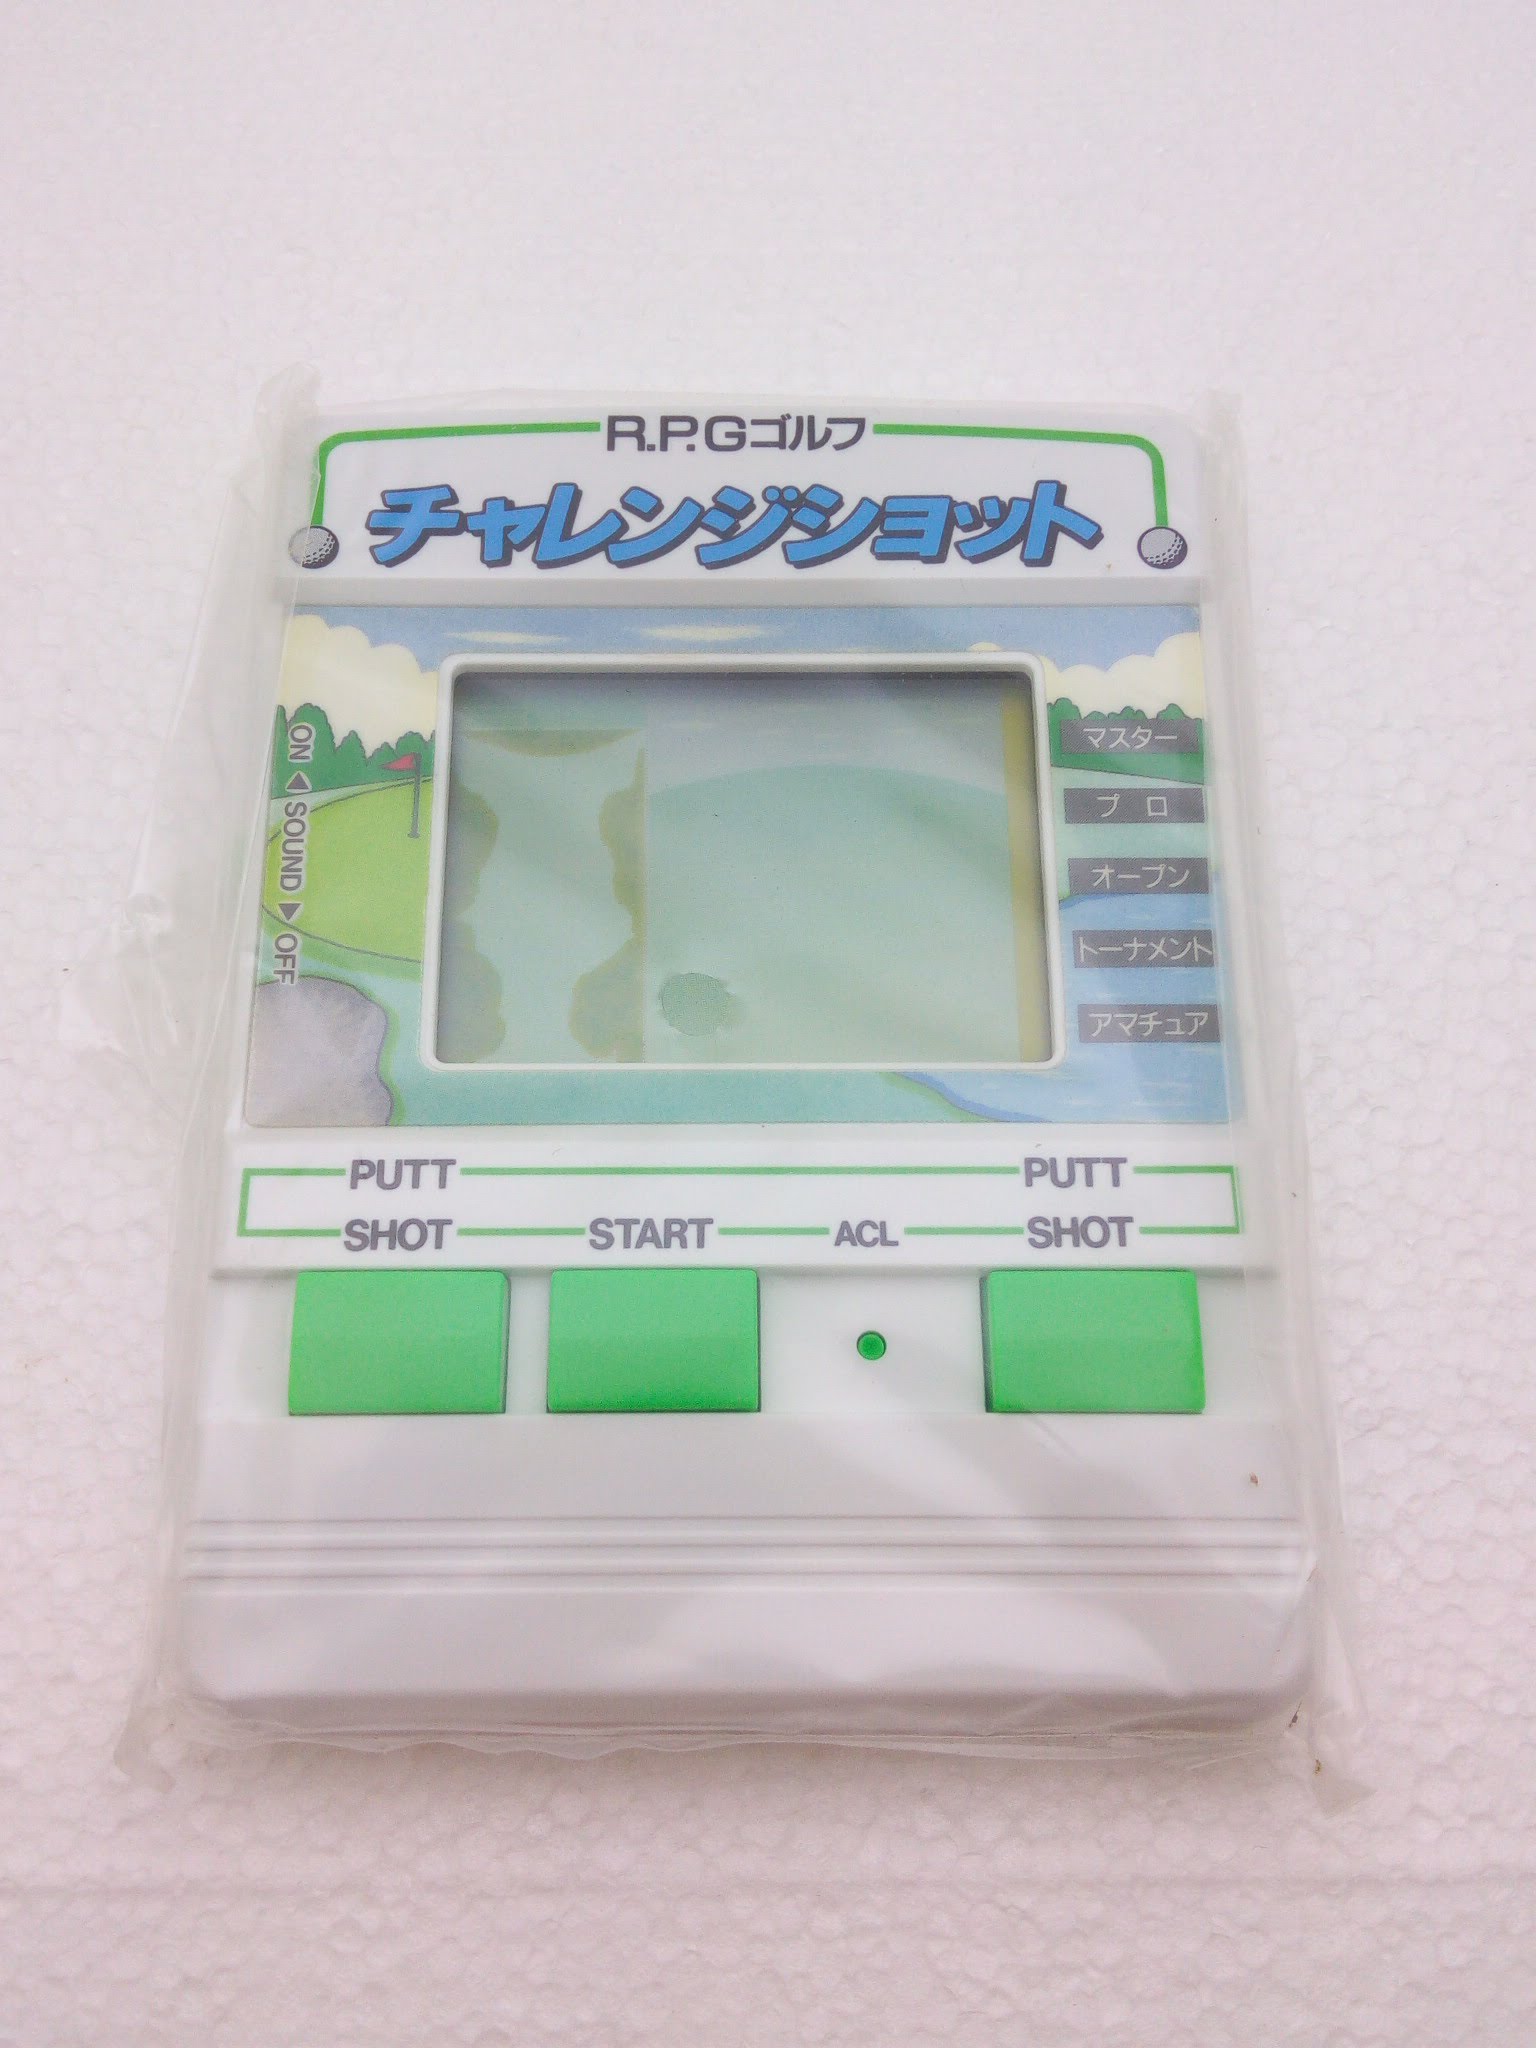 R.P.Gゴルフ
チャレンジショット
ON ◀ SOUND ▶ OFF
マスター
プロ
オープン
トーナメント
アマチュア
PUTT PUTT
SHOT START ACL SHOT